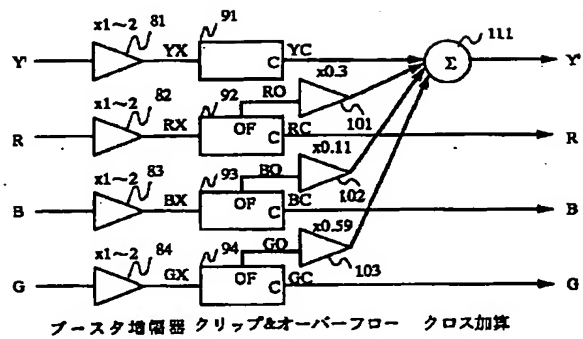 x1~2 81 91 111
Y' YX C YC Σ Y'
x0.3
x1~2 82 92 RO
R RX OF C RC 101 R
x0.11
x1~2 83 93 BO
B BX OF C BC 102 B
x0.59
x1~2 84 94 GO
G GX OF C GC 103 G
ブースタ増幅器 クリップ&オーバーフロー クロス加算